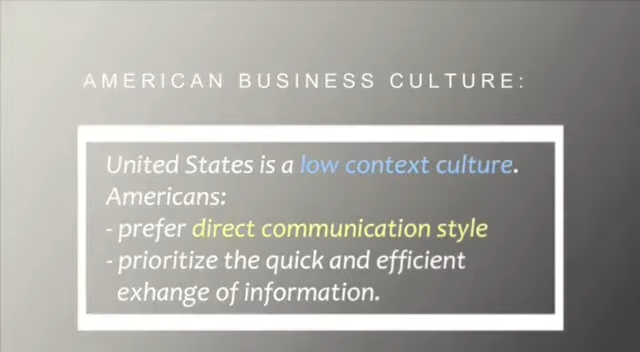 AMERICAN BUSINESS CULTURE:
United States is a low context culture.
Americans:
- prefer direct communication style
- prioritize the quick and efficient
exhange of information.